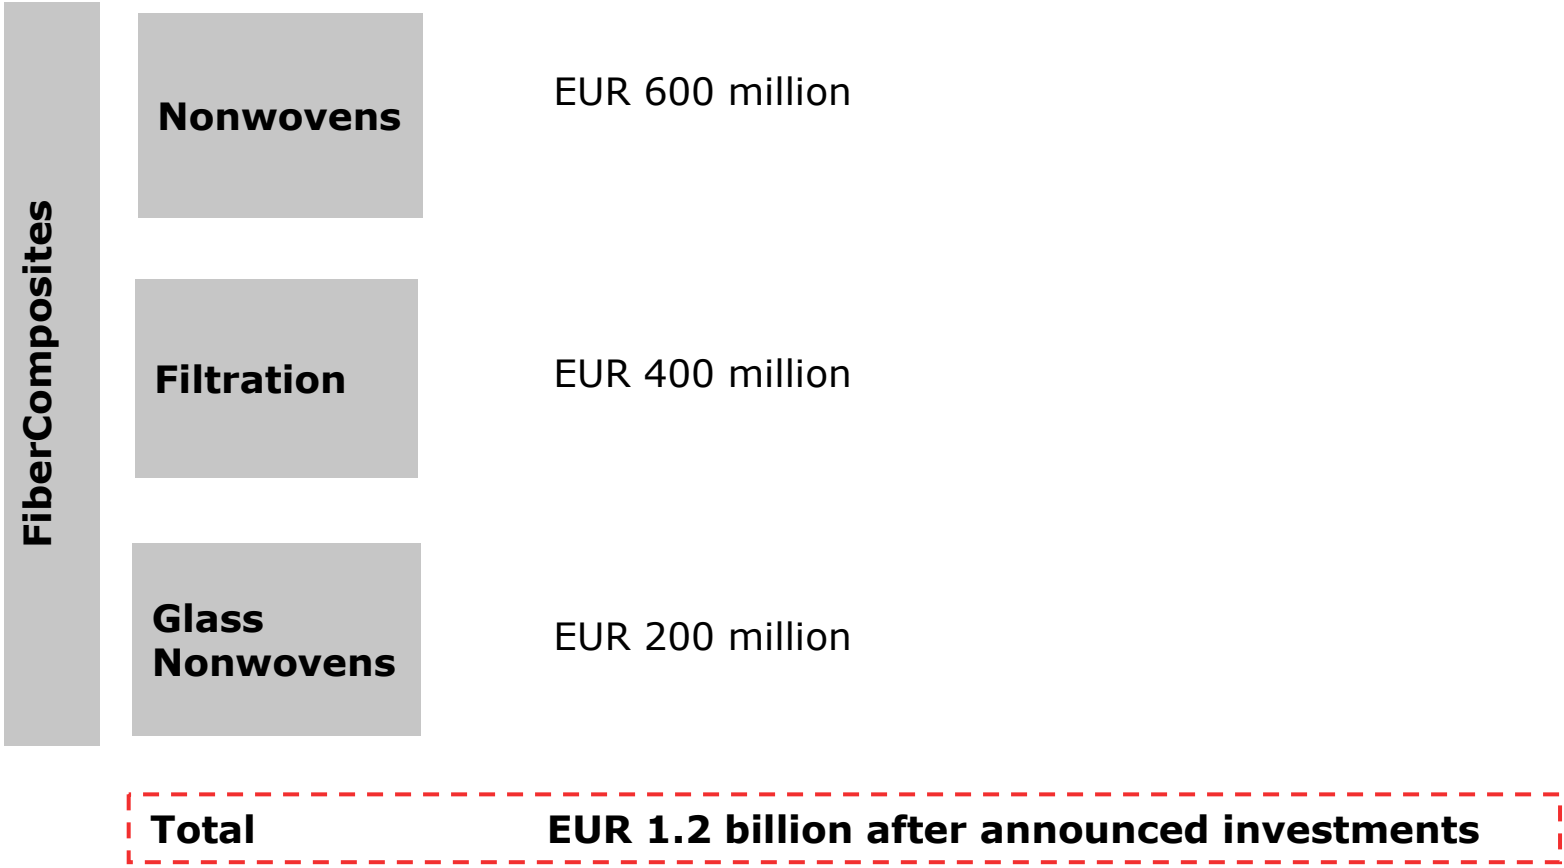 FiberComposites
Nonwovens
EUR 600 million
Filtration
EUR 400 million
Glass
Nonwovens
EUR 200 million
Total EUR 1.2 billion after announced investments